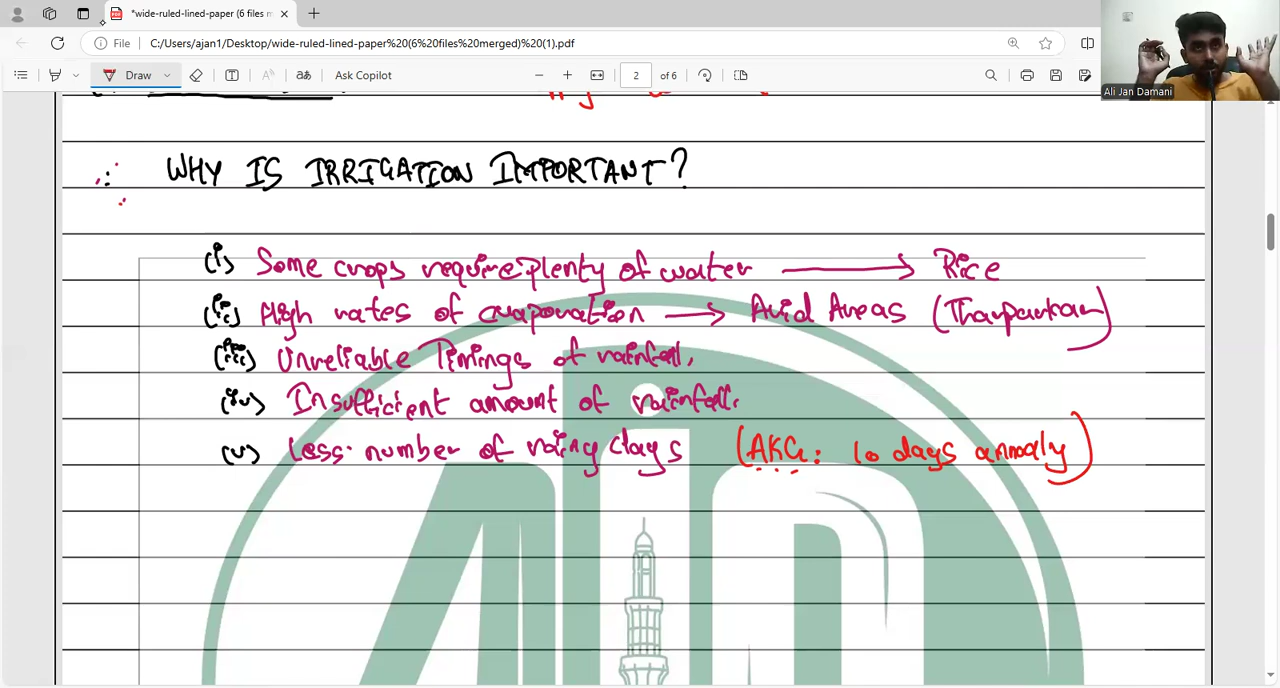 *wide-ruled-lined-paper (6 files m
File C:/Users/ajan1/Desktop/wide-ruled-lined-paper%20(6%20files%20merged)%20(1).pdf
Draw Ask Copilot 2 of 6
Ali Jan Damani
WHY IS IRRIGATION IMPORTANT?
(i) Some crops require plenty of water → Rice
(ii) High rates of evaporation → Arid Areas (Tharparkar)
(iii) Unreliable Timings of rainfall.
(iv) Insufficient amount of rainfall.
(v) Less number of rainy days (AKG: 10 days annualy)